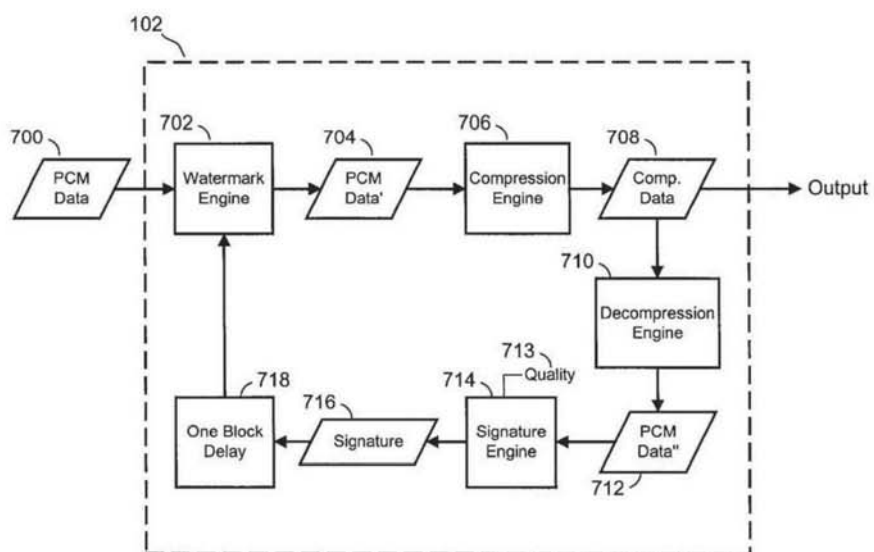 102
700
PCM
Data
702
Watermark
Engine
704
PCM
Data'
706
Compression
Engine
708
Comp.
Data
Output
710
Decompression
Engine
PCM
Data"
712
713
Quality
714
Signature
Engine
716
Signature
718
One Block
Delay